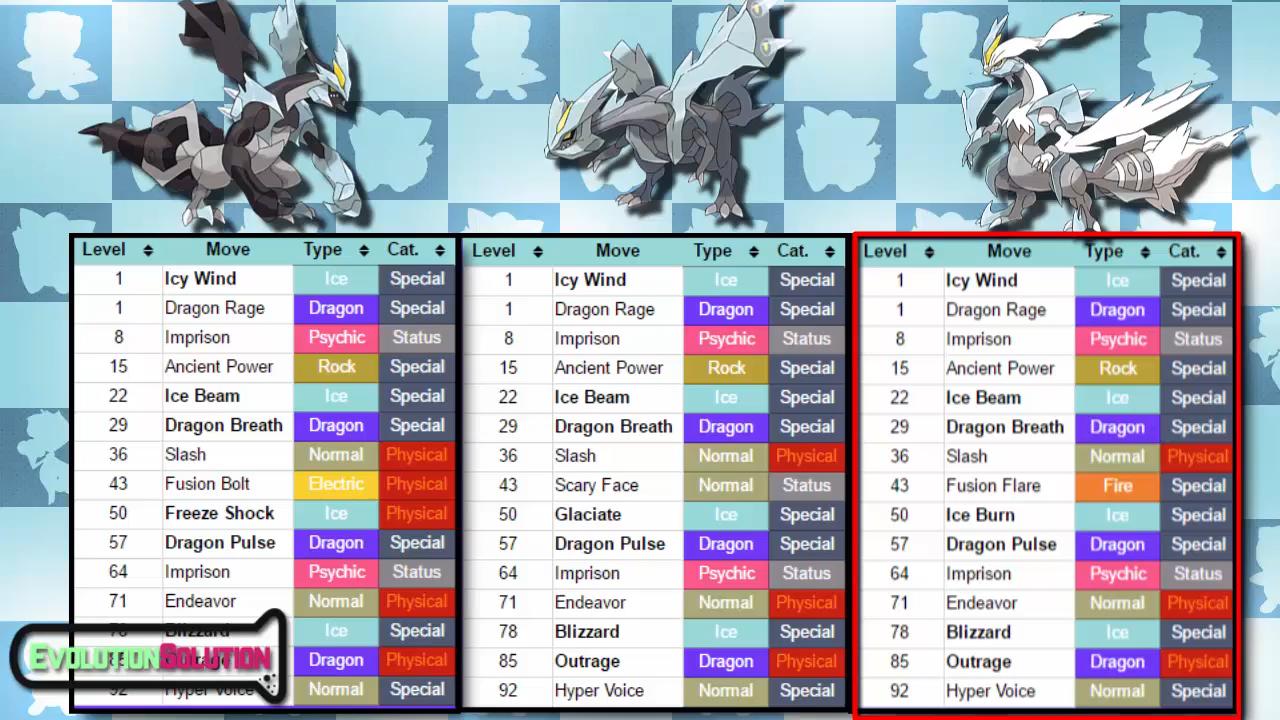 Level Move Type Cat.
1 Icy Wind Ice Special
1 Dragon Rage Dragon Special
8 Imprison Psychic Status
15 Ancient Power Rock Special
22 Ice Beam Ice Special
29 Dragon Breath Dragon Special
36 Slash Normal Physical
43 Fusion Bolt Electric Physical
50 Freeze Shock Ice Physical
57 Dragon Pulse Dragon Special
64 Imprison Psychic Status
71 Endeavor Normal Physical
78 Blizzard Ice Special
85 Outrage Dragon Physical
92 Hyper Voice Normal Special
EvolutionSolution
Level Move Type Cat.
1 Icy Wind Ice Special
1 Dragon Rage Dragon Special
8 Imprison Psychic Status
15 Ancient Power Rock Special
22 Ice Beam Ice Special
29 Dragon Breath Dragon Special
36 Slash Normal Physical
43 Scary Face Normal Status
50 Glaciate Ice Special
57 Dragon Pulse Dragon Special
64 Imprison Psychic Status
71 Endeavor Normal Physical
78 Blizzard Ice Special
85 Outrage Dragon Physical
92 Hyper Voice Normal Special
Level Move Type Cat.
1 Icy Wind Ice Special
1 Dragon Rage Dragon Special
8 Imprison Psychic Status
15 Ancient Power Rock Special
22 Ice Beam Ice Special
29 Dragon Breath Dragon Special
36 Slash Normal Physical
43 Fusion Flare Fire Special
50 Ice Burn Ice Special
57 Dragon Pulse Dragon Special
64 Imprison Psychic Status
71 Endeavor Normal Physical
78 Blizzard Ice Special
85 Outrage Dragon Physical
92 Hyper Voice Normal Special